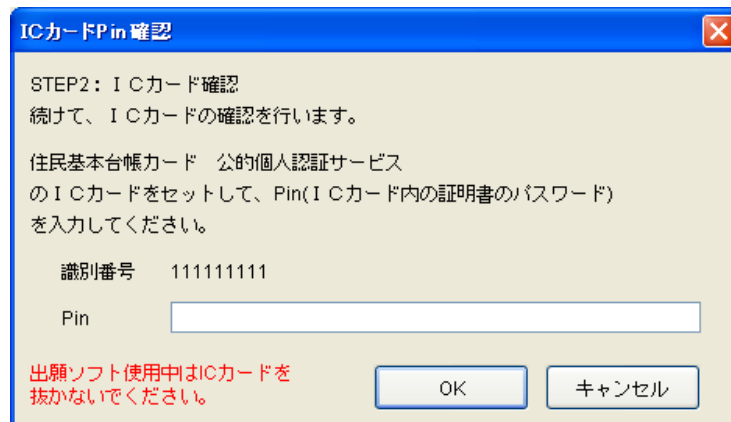 ICカードPin確認
STEP2：ＩＣカード確認
続けて、ＩＣカードの確認を行います。
住民基本台帳カード　公的個人認証サービス
のＩＣカードをセットして、Pin(ＩＣカード内の証明書のパスワード)
を入力してください。
識別番号　111111111
Pin
出願ソフト使用中はICカードを
抜かないでください。
OK
キャンセル